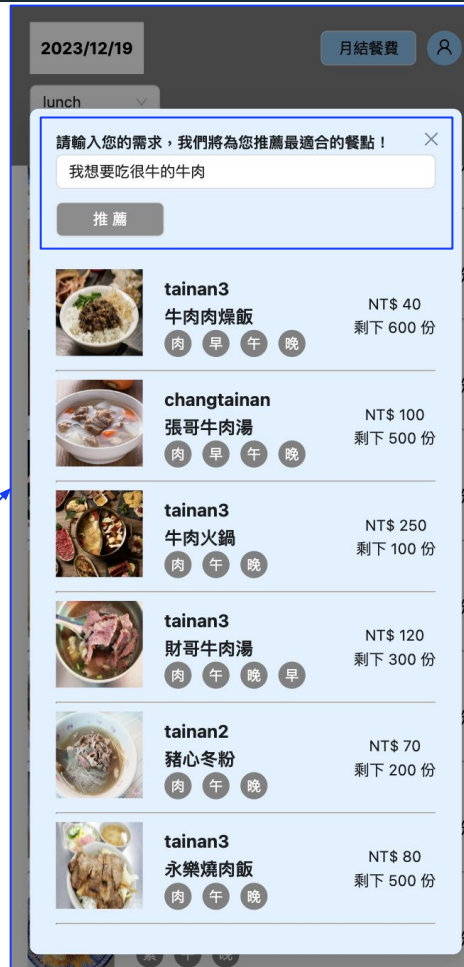 2023/12/19
月結餐費
lunch
請輸入您的需求，我們將為您推薦最適合的餐點！
我想要吃很牛的牛肉
推薦
tainan3
牛肉肉燥飯
肉 早 午 晚
NT$ 40
剩下 600 份
changtainan
張哥牛肉湯
肉 早 午 晚
NT$ 100
剩下 500 份
tainan3
牛肉火鍋
肉 午 晚
NT$ 250
剩下 100 份
tainan3
財哥牛肉湯
肉 午 晚 早
NT$ 120
剩下 300 份
tainan2
豬心冬粉
肉 午 晚
NT$ 70
剩下 200 份
tainan3
永樂燒肉飯
肉 午 晚
NT$ 80
剩下 500 份